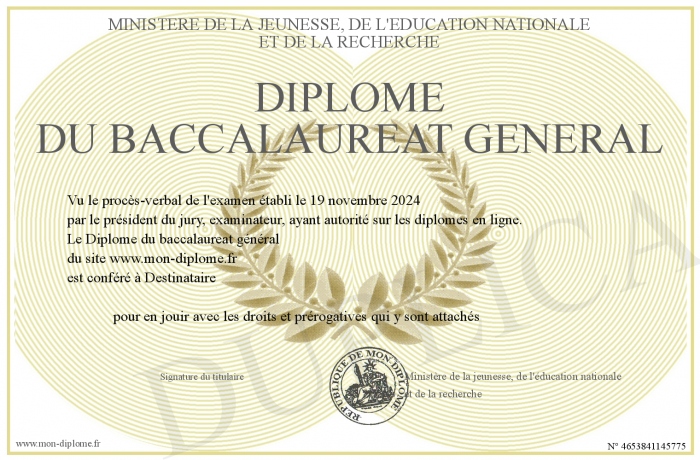 MINISTERE DE LA JEUNESSE, DE L'EDUCATION NATIONALE
ET DE LA RECHERCHE
DIPLOME
DU BACCALAUREAT GENERAL
Vu le procès-verbal de l'examen établi le 19 novembre 2024
par le président du jury, examinateur, ayant autorité sur les diplomes en ligne.
Le Diplome du baccalaureat général
du site www.mon-diplome.fr
est conféré à Destinataire
pour en jouir avec les droits et prérogatives qui y sont attachés
Signature du titulaire
Ministère de la jeunesse, de l'éducation nationale
et de la recherche
REPUBLIQUE DE MON DIPLOME
www.mon-diplome.fr
N° 4653841145775
DUPLICATA